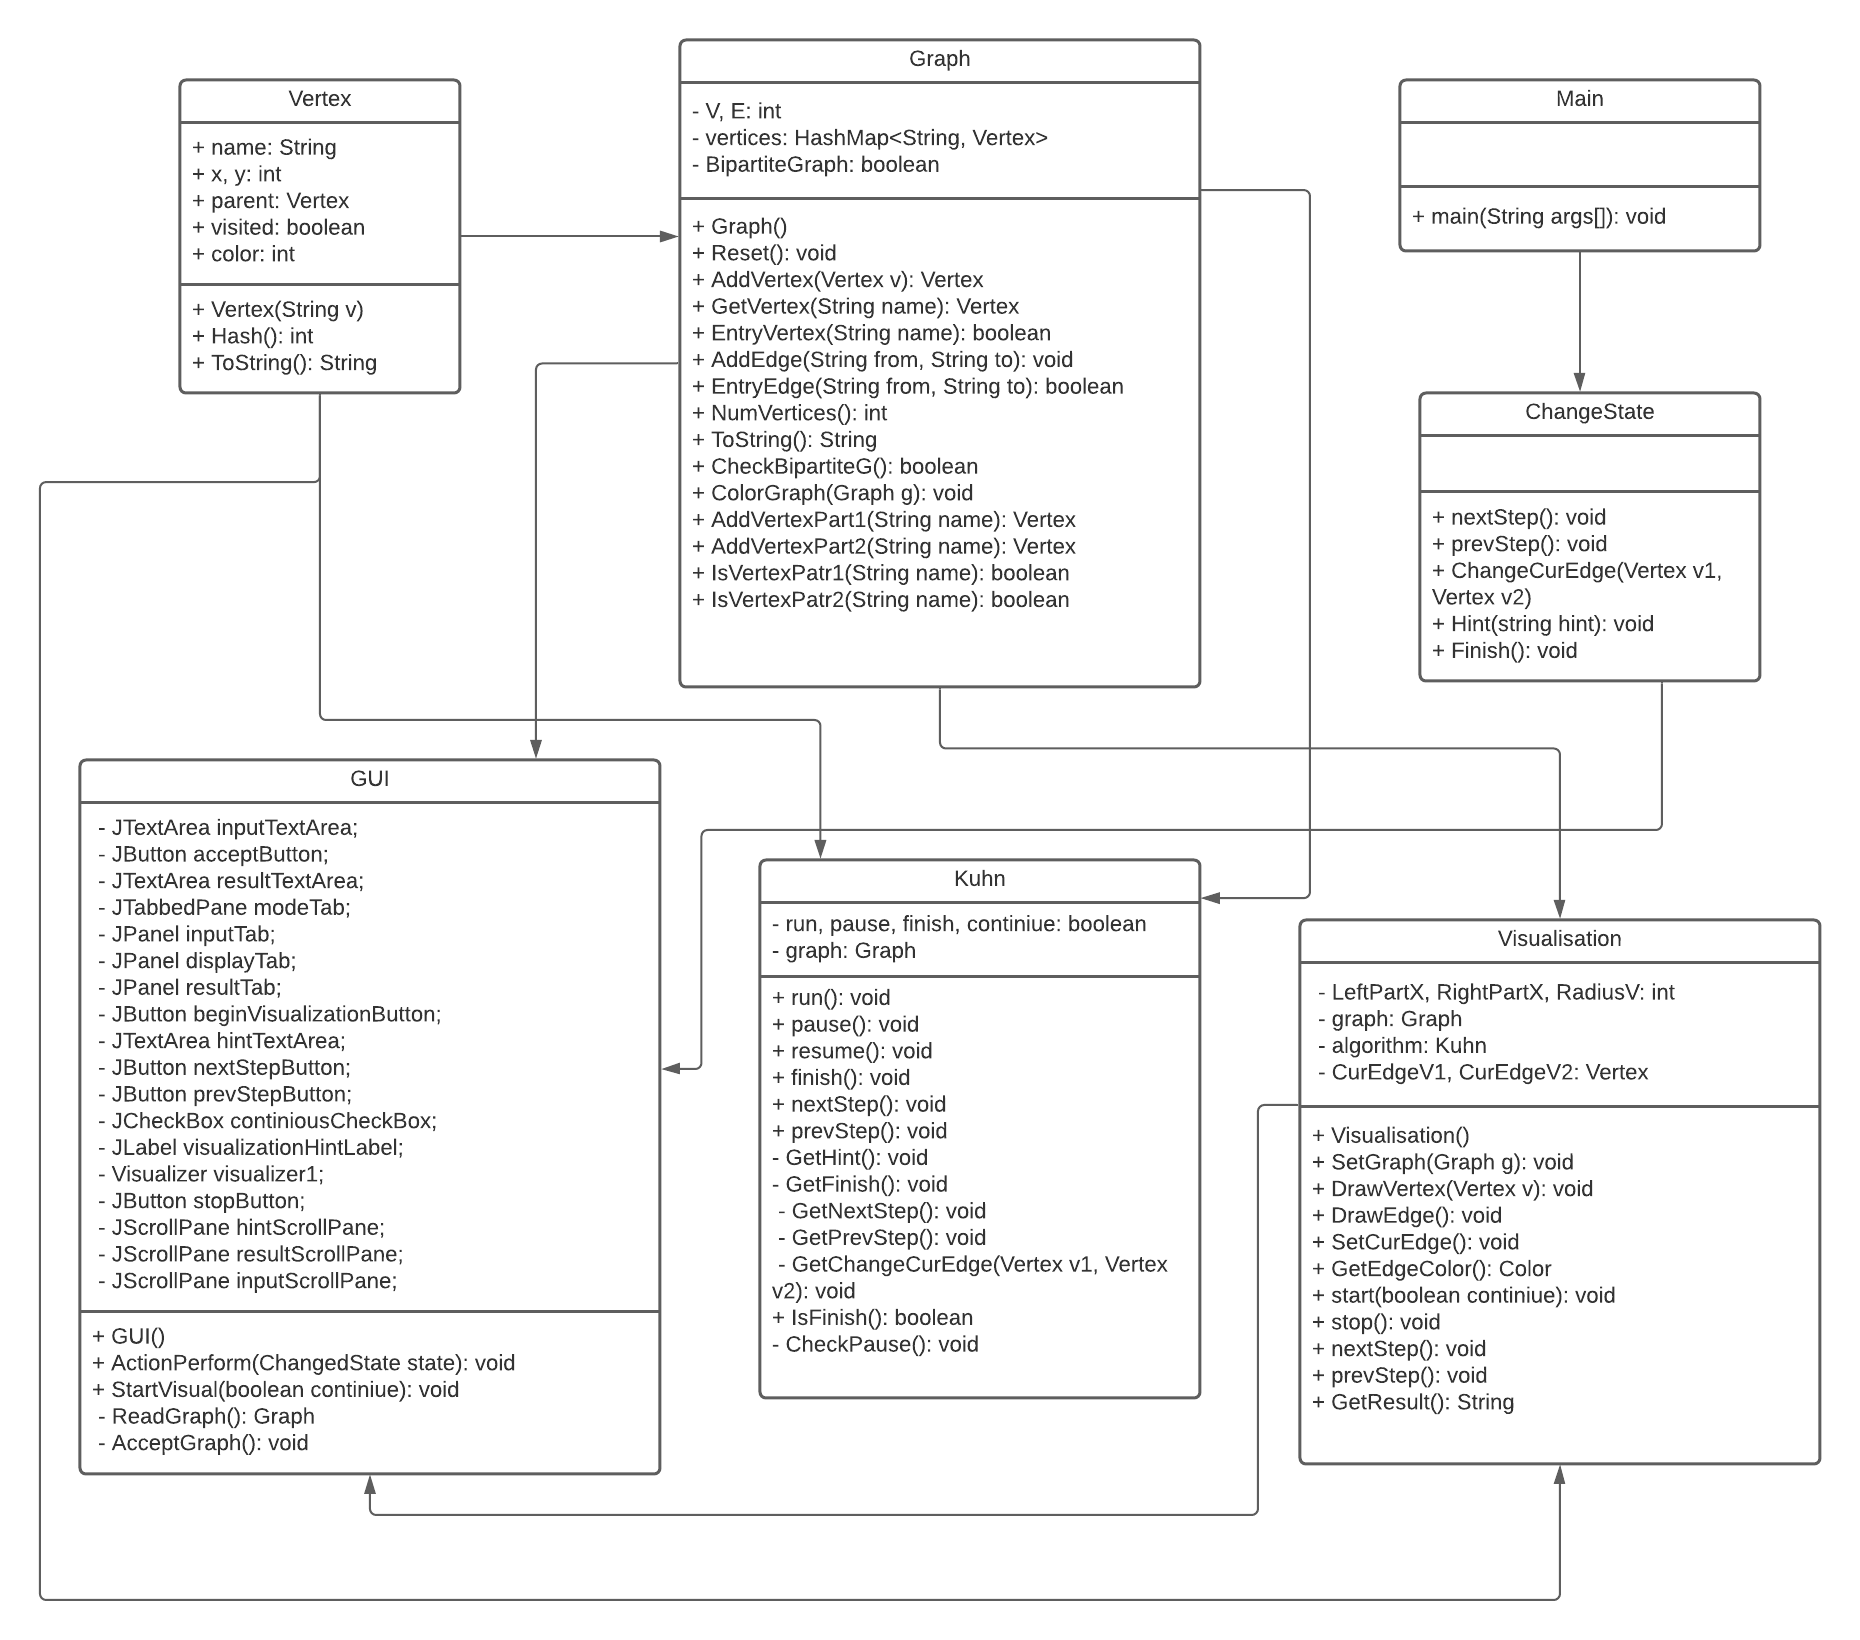 Vertex
+ name: String
+ x, y: int
+ parent: Vertex
+ visited: boolean
+ color: int
+ Vertex(String v)
+ Hash(): int
+ ToString(): String
Graph
- V, E: int
- vertices: HashMap<String, Vertex>
- BipartiteGraph: boolean
+ Graph()
+ Reset(): void
+ AddVertex(Vertex v): Vertex
+ GetVertex(String name): Vertex
+ EntryVertex(String name): boolean
+ AddEdge(String from, String to): void
+ EntryEdge(String from, String to): boolean
+ NumVertices(): int
+ ToString(): String
+ CheckBipartiteG(): boolean
+ ColorGraph(Graph g): void
+ AddVertexPart1(String name): Vertex
+ AddVertexPart2(String name): Vertex
+ IsVertexPatr1(String name): boolean
+ IsVertexPatr2(String name): boolean
Main
+ main(String args[]): void
ChangeState
+ nextStep(): void
+ prevStep(): void
+ ChangeCurEdge(Vertex v1,
Vertex v2)
+ Hint(string hint): void
+ Finish(): void
GUI
- JTextArea inputTextArea;
- JButton acceptButton;
- JTextArea resultTextArea;
- JTabbedPane modeTab;
- JPanel inputTab;
- JPanel displayTab;
- JPanel resultTab;
- JButton beginVisualizationButton;
- JTextArea hintTextArea;
- JButton nextStepButton;
- JButton prevStepButton;
- JCheckBox continiousCheckBox;
- JLabel visualizationHintLabel;
- Visualizer visualizer1;
- JButton stopButton;
- JScrollPane hintScrollPane;
- JScrollPane resultScrollPane;
- JScrollPane inputScrollPane;
+ GUI()
+ ActionPerform(ChangedState state): void
+ StartVisual(boolean continiue): void
- ReadGraph(): Graph
- AcceptGraph(): void
Kuhn
- run, pause, finish, continiue: boolean
- graph: Graph
+ run(): void
+ pause(): void
+ resume(): void
+ finish(): void
+ nextStep(): void
+ prevStep(): void
- GetHint(): void
- GetFinish(): void
- GetNextStep(): void
- GetPrevStep(): void
- GetChangeCurEdge(Vertex v1, Vertex
v2): void
+ IsFinish(): boolean
- CheckPause(): void
Visualisation
- LeftPartX, RightPartX, RadiusV: int
- graph: Graph
- algorithm: Kuhn
- CurEdgeV1, CurEdgeV2: Vertex
+ Visualisation()
+ SetGraph(Graph g): void
+ DrawVertex(Vertex v): void
+ DrawEdge(): void
+ SetCurEdge(): void
+ GetEdgeColor(): Color
+ start(boolean continiue): void
+ stop(): void
+ nextStep(): void
+ prevStep(): void
+ GetResult(): String